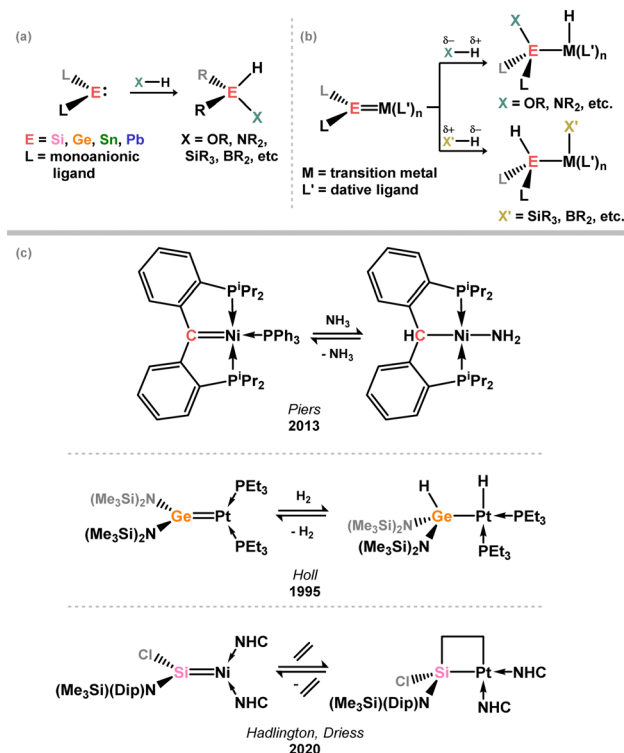 (a)
L
L
E:
X–H
R
R
E
H
X
E = Si, Ge, Sn, Pb
L = monoanionic
ligand
X = OR, NR2,
SiR3, BR2, etc
(b)
L
L
E=M(L')n
M = transition metal
L' = dative ligand
δ− δ+
X–H
X
H
L
E
M(L')n
L
X = OR, NR2, etc.
δ+ δ−
X'–H
H
X'
L
E
M(L')n
L
X' = SiR3, BR2, etc.
(c)
PiPr2
C=Ni
PPh3
PiPr2
NH3
- NH3
PiPr2
HC
Ni
NH2
PiPr2
Piers
2013
(Me3Si)2N
(Me3Si)2N
Ge=Pt
PEt3
PEt3
H2
- H2
H
H
(Me3Si)2N
(Me3Si)2N
Ge
Pt
PEt3
PEt3
Holl
1995
Cl
(Me3Si)(Dip)N
Si=Ni
NHC
NHC
-
Cl
Si
Pt
NHC
(Me3Si)(Dip)N
NHC
Hadlington, Driess
2020